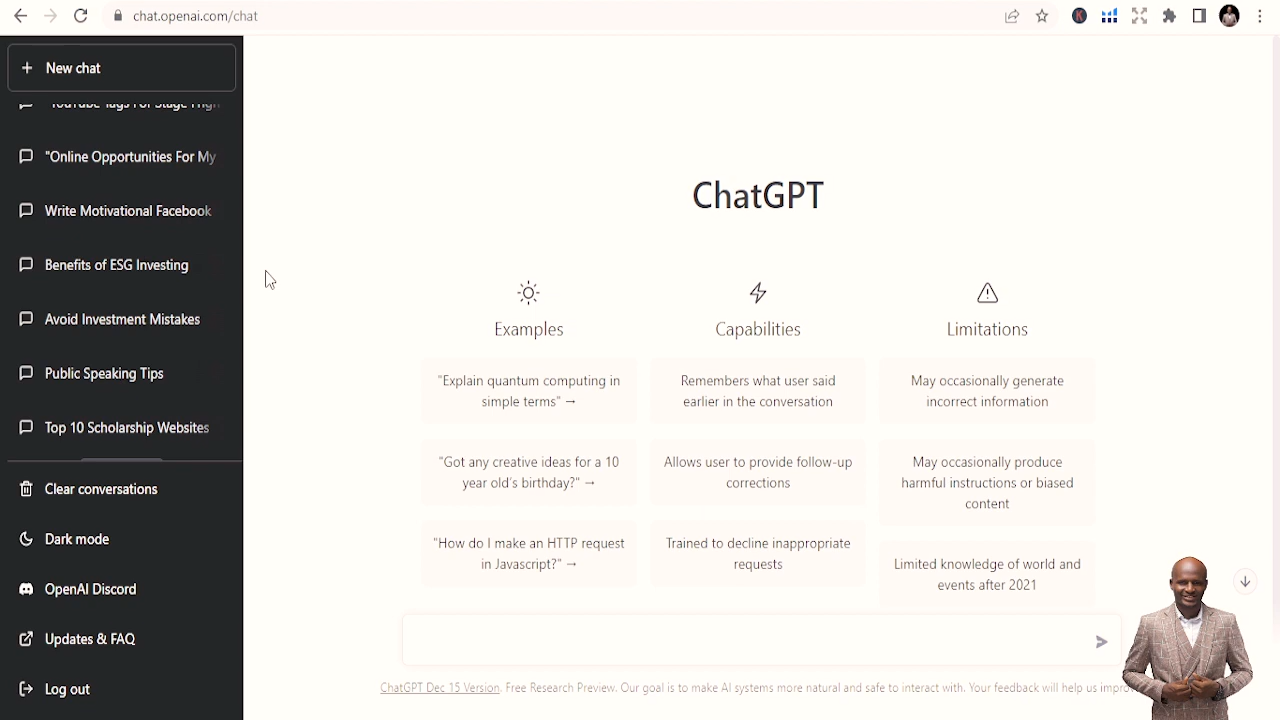 chat.openai.com/chat
New chat
"YouTube Tags For Stage
"Online Opportunities For My
Write Motivational Facebook
Benefits of ESG Investing
Avoid Investment Mistakes
Public Speaking Tips
Top 10 Scholarship Websites
Clear conversations
Dark mode
OpenAI Discord
Updates & FAQ
Log out
ChatGPT
Examples
"Explain quantum computing in
simple terms" →
"Got any creative ideas for a 10
year old's birthday?" →
"How do I make an HTTP request
in Javascript?" →
Capabilities
Remembers what user said
earlier in the conversation
Allows user to provide follow-up
corrections
Trained to decline inappropriate
requests
Limitations
May occasionally generate
incorrect information
May occasionally produce
harmful instructions or biased
content
Limited knowledge of world and
events after 2021
ChatGPT Dec 15 Version. Free Research Preview. Our goal is to make AI systems more natural and safe to interact with. Your feedback will help us